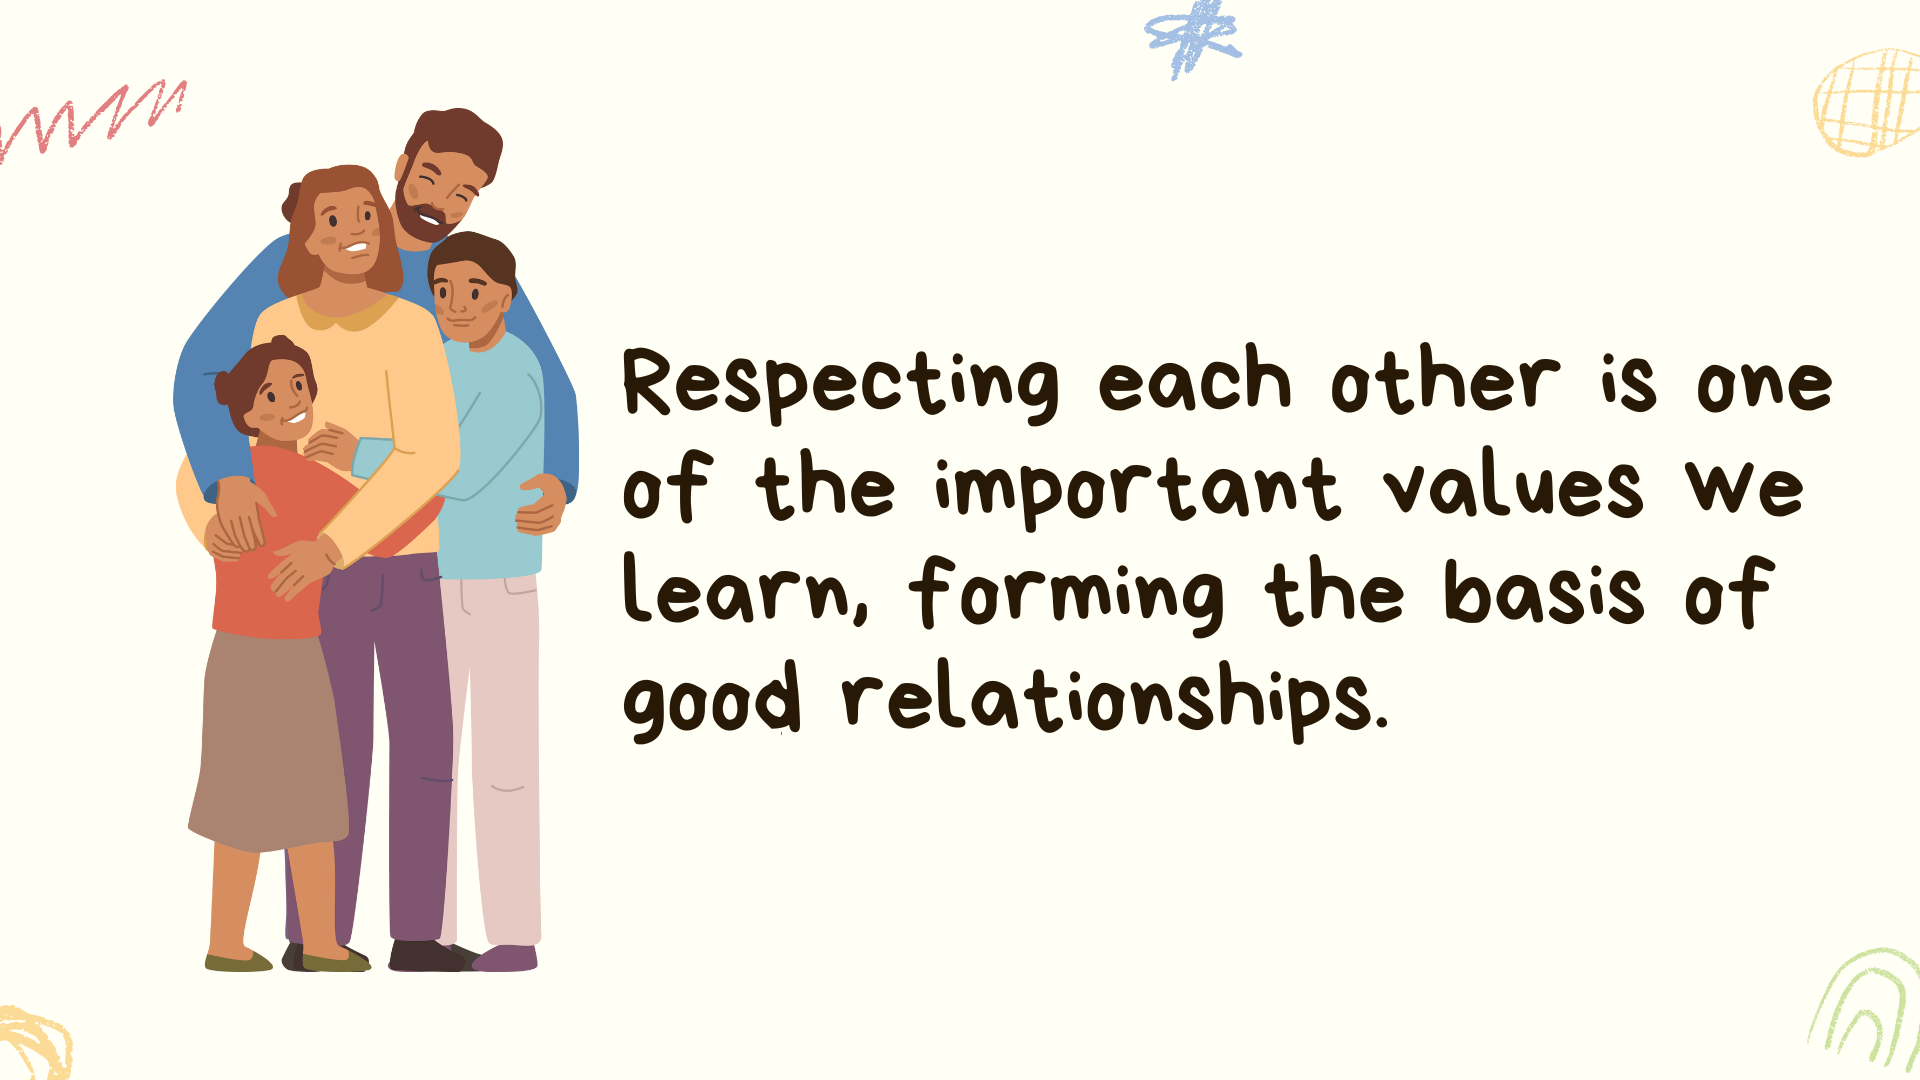 Respecting each other is one
of the important values we
learn, forming the basis of
good relationships.